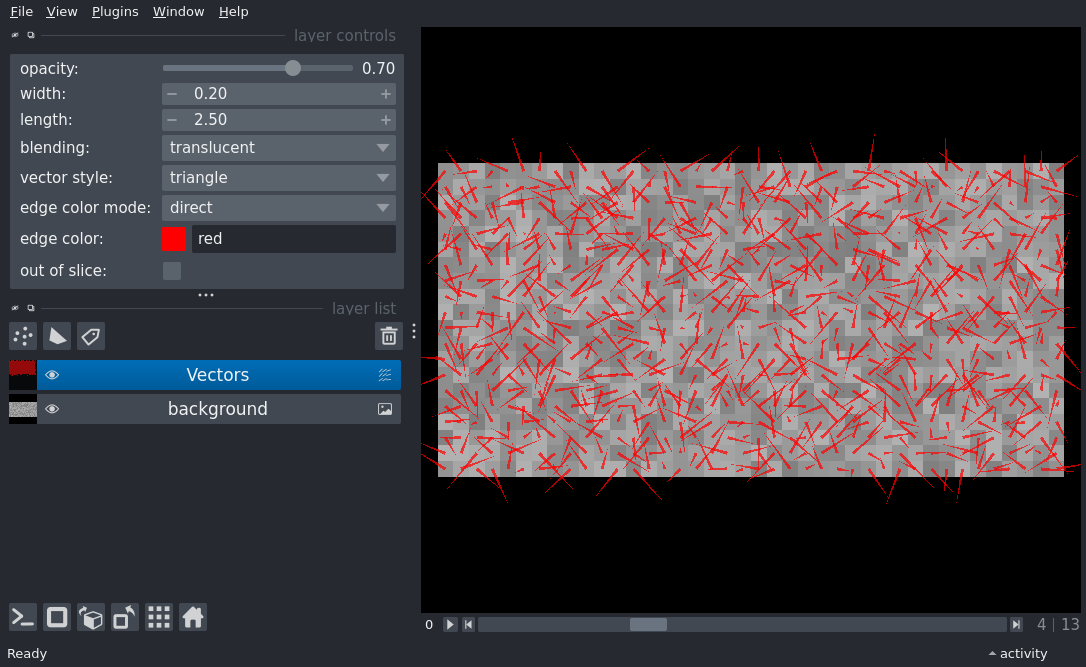 File View Plugins Window Help
layer controls
opacity: 0.70
width: 0.20
length: 2.50
blending: translucent
vector style: triangle
edge color mode: direct
edge color: red
out of slice:
layer list
Vectors
background
0 4 | 13
Ready activity